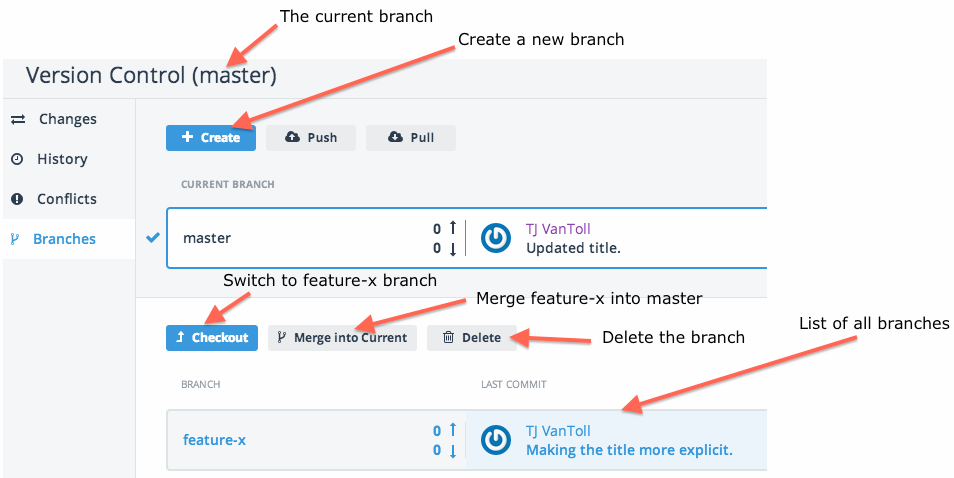 The current branch
Create a new branch
Version Control (master)
Changes
History
Conflicts
Branches
Create Push Pull
CURRENT BRANCH
master 0 TJ VanToll
0 Updated title.
Switch to feature-x branch
Merge feature-x into master
Delete the branch
List of all branches
Checkout Merge into Current Delete
BRANCH LAST COMMIT
feature-x 0 TJ VanToll
0 Making the title more explicit.